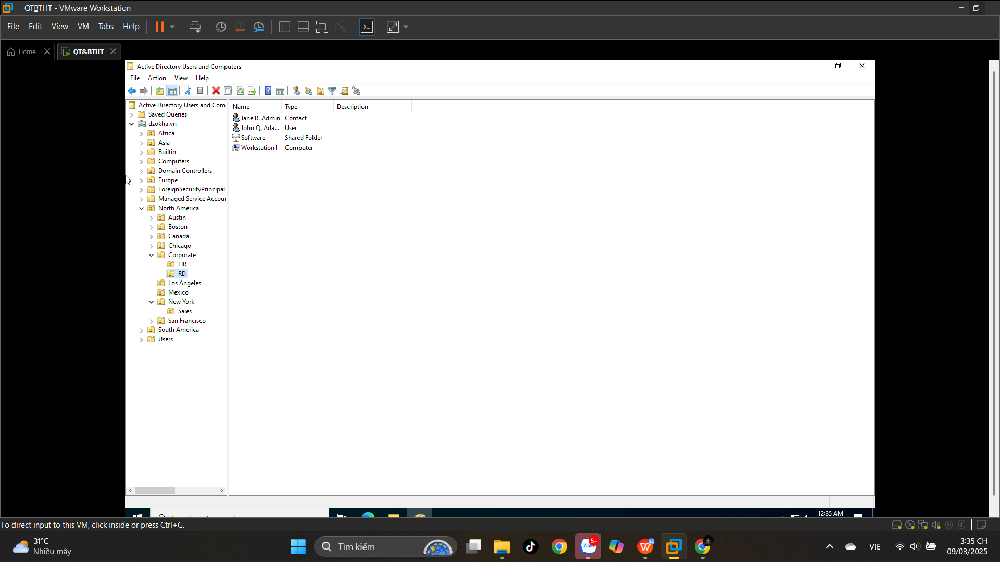 QTBTHT - VMware Workstation
File Edit View VM Tabs Help
Home QT&BTHT
Active Directory Users and Computers
File Action View Help
Active Directory Users and Com
Saved Queries
dzokha.vn
Africa
Asia
Builtin
Computers
Domain Controllers
Europe
ForeignSecurityPrincipals
Managed Service Accour
North America
Austin
Boston
Canada
Chicago
Corporate
HR
RD
Los Angeles
Mexico
New York
Sales
San Francisco
South America
Users
Name Type Description
Jane R. Admin Contact
John Q. Ada... User
Software Shared Folder
Workstation1 Computer
12:35 AM
To direct input to this VM, click inside or press Ctrl+G.
31°C
Nhiều mây
Tìm kiếm
Zalo
5+
VIE
3:35 CH
09/03/2025